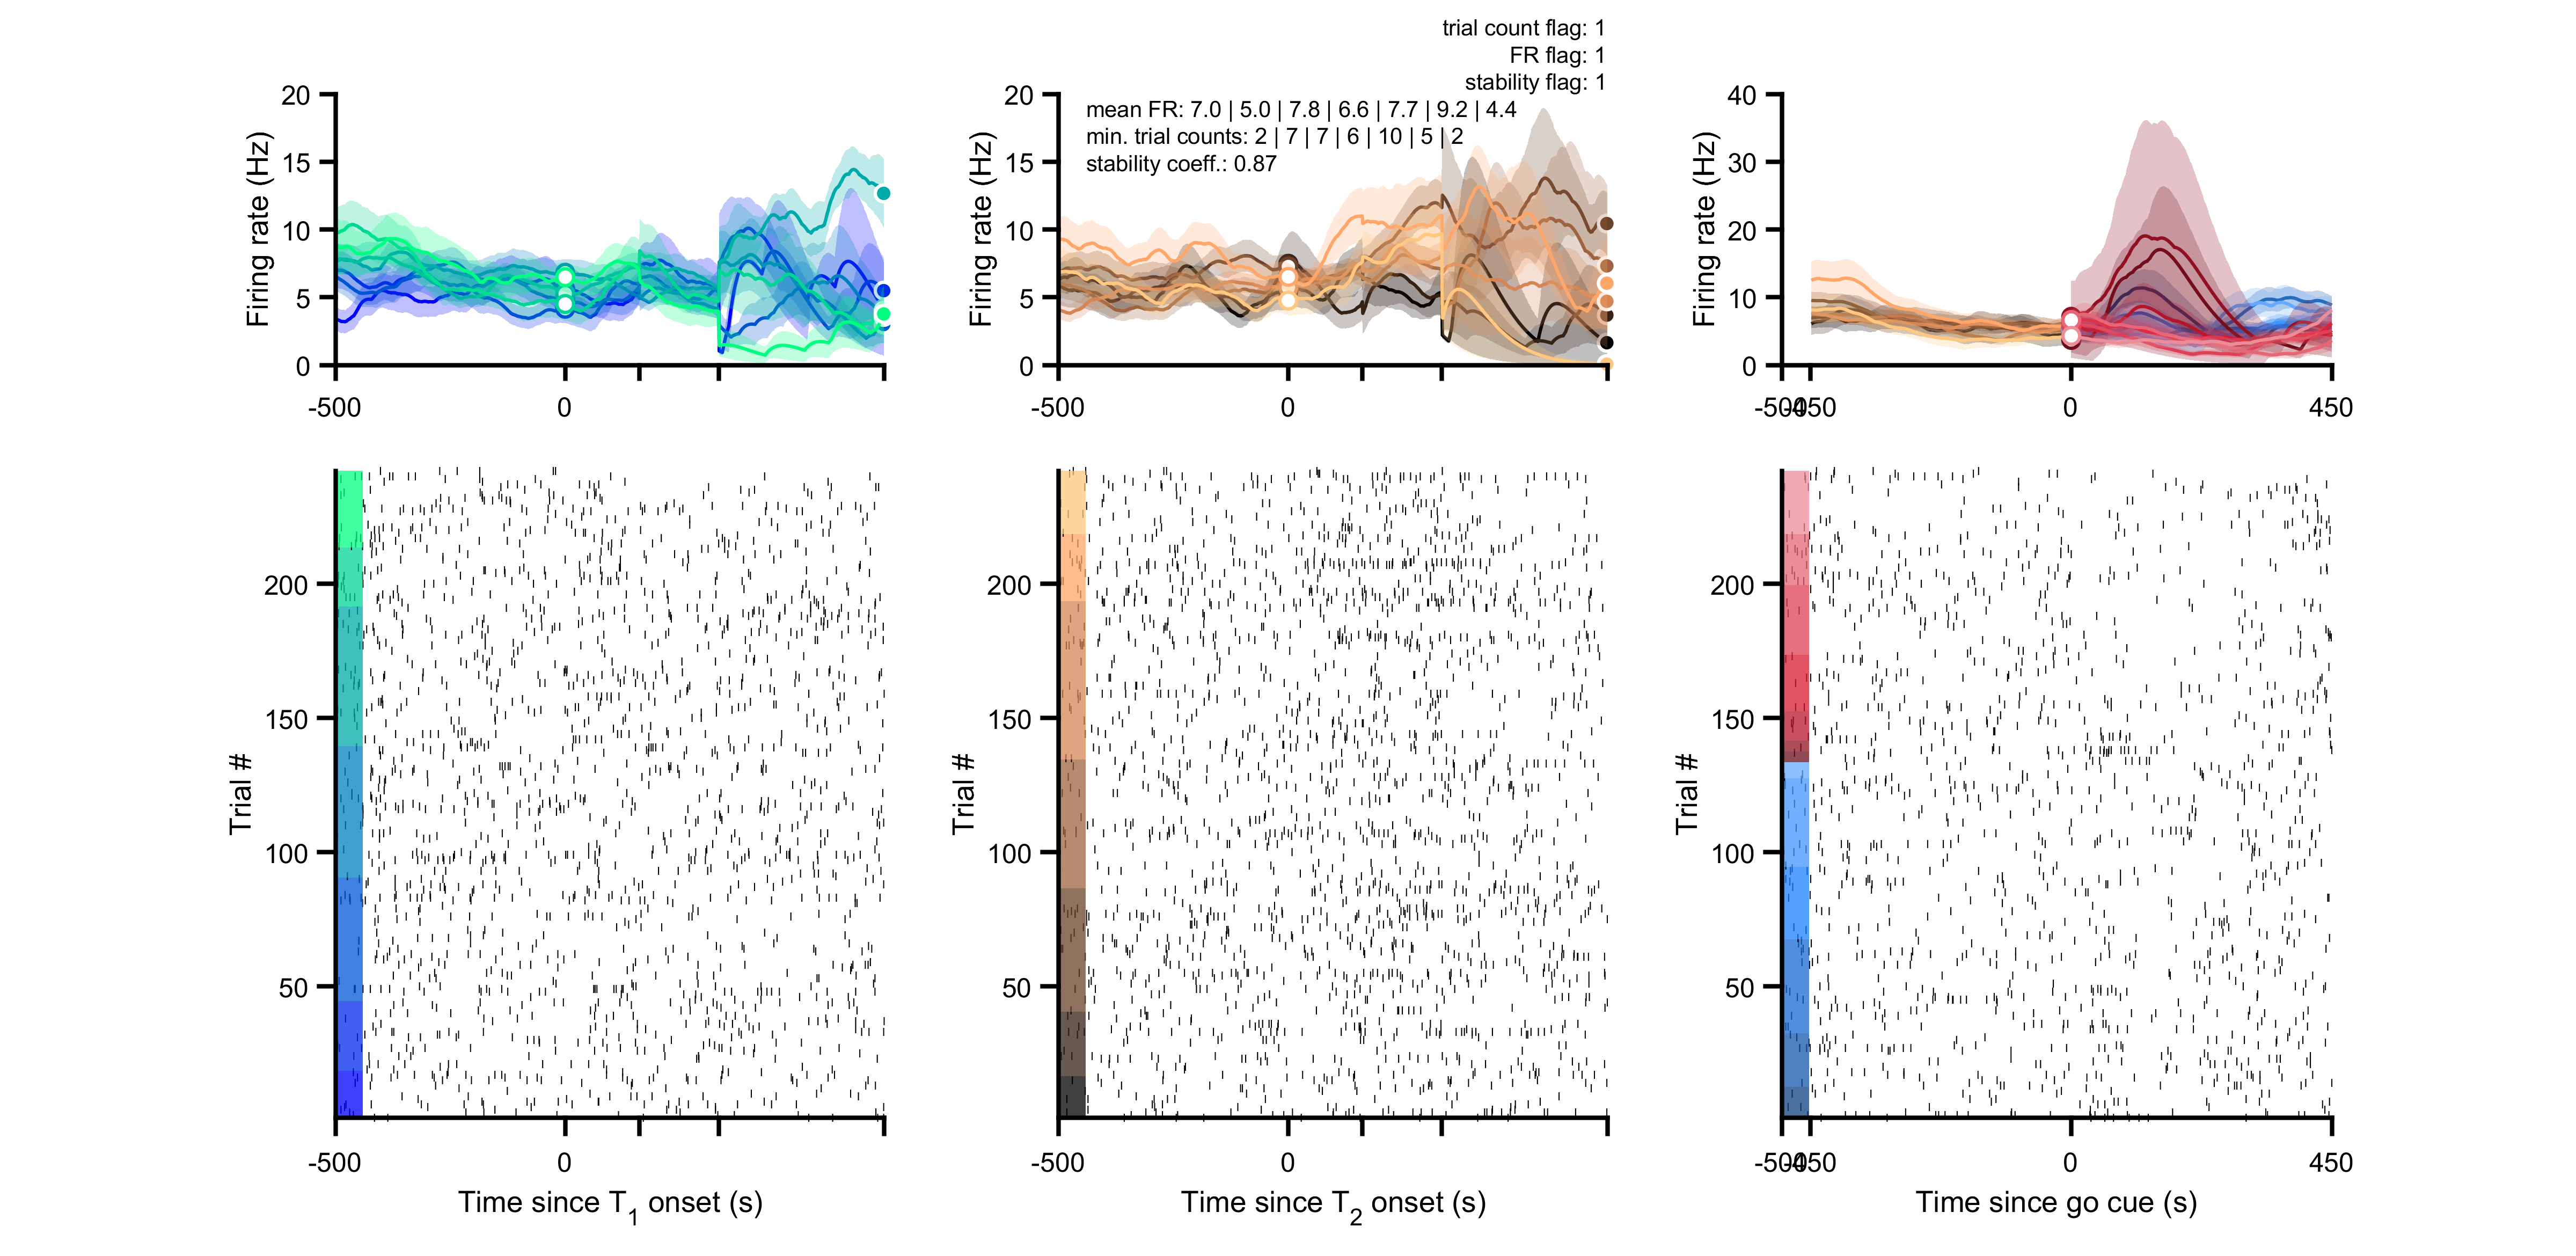 trial count flag: 1
FR flag: 1
stability flag: 1
mean FR: 7.0 | 5.0 | 7.8 | 6.6 | 7.7 | 9.2 | 4.4
min. trial counts: 2 | 7 | 7 | 6 | 10 | 5 | 2
stability coeff.: 0.87
Firing rate (Hz)
20
15
10
5
0
-500
0
Firing rate (Hz)
20
15
10
5
0
-500
0
Firing rate (Hz)
40
30
20
10
0
-500
-450
0
450
Trial #
200
150
100
50
-500
0
Time since T1 onset (s)
Trial #
200
150
100
50
-500
0
Time since T2 onset (s)
Trial #
200
150
100
50
-500
-450
0
450
Time since go cue (s)